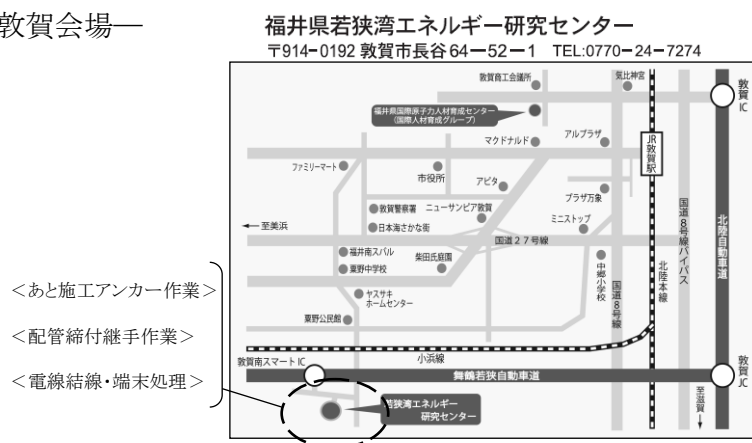 敦賀会場―
福井県若狭湾エネルギー研究センター
〒914-0192 敦賀市長谷64―52―1 TEL:0770-24-7274
敦賀商工会議所
気比神宮
敦賀
IC
福井県国際原子力人材育成センター
(国際人材育成グループ)
マクドナルド
アルプラザ
JR
敦賀駅
ファミリーマート
市役所
アピタ
プラザ万象
敦賀警察署
ニューサンピア敦賀
ミニストップ
国道8号線バイパス
北陸自動車道
←至美浜
日本海さかな街
国道27号線
福井南スバル
柴田氏庭園
粟野中学校
中郷小学校
国道8号線
北陸本線
ヤスサキ
ホームセンター
粟野公民館
小浜線
敦賀南スマートIC
舞鶴若狭自動車道
敦賀
JC
至滋賀→
若狭湾エネルギー
研究センター
<あと施工アンカー作業>
<配管締付継手作業>
<電線結線・端末処理>